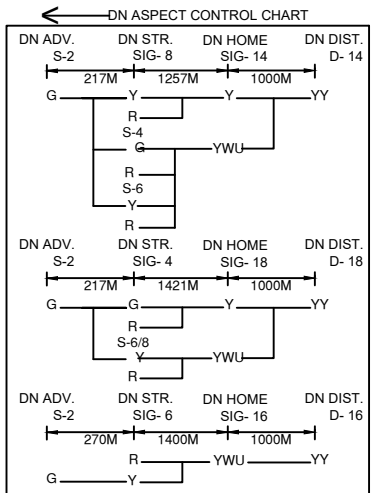 DN ASPECT CONTROL CHART
DN ADV. DN STR. DN HOME DN DIST.
S-2 SIG- 8 SIG- 14 D- 14
217M 1257M 1000M
G Y Y YY
R
S-4
G YWU
R
S-6
Y
R
DN ADV. DN STR. DN HOME DN DIST.
S-2 SIG- 4 SIG- 18 D- 18
217M 1421M 1000M
G G Y YY
R
S-6/8
Y YWU
R
DN ADV. DN STR. DN HOME DN DIST.
S-2 SIG- 6 SIG- 16 D- 16
270M 1400M 1000M
R YWU YY
G Y